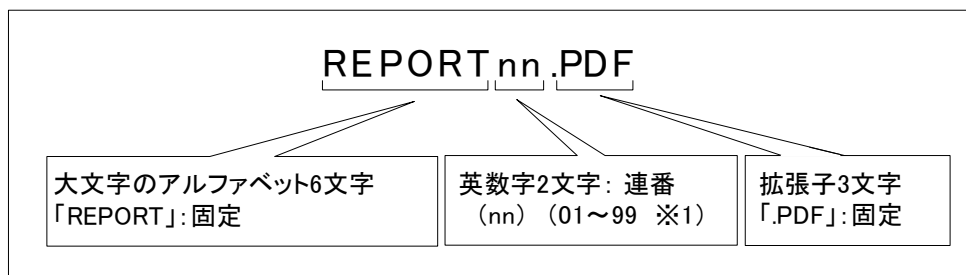 REPORTnn.PDF
大文字のアルファベット6文字
「REPORT」:固定
英数字2文字: 連番
(nn) (01～99 ※1)
拡張子3文字
「.PDF」:固定